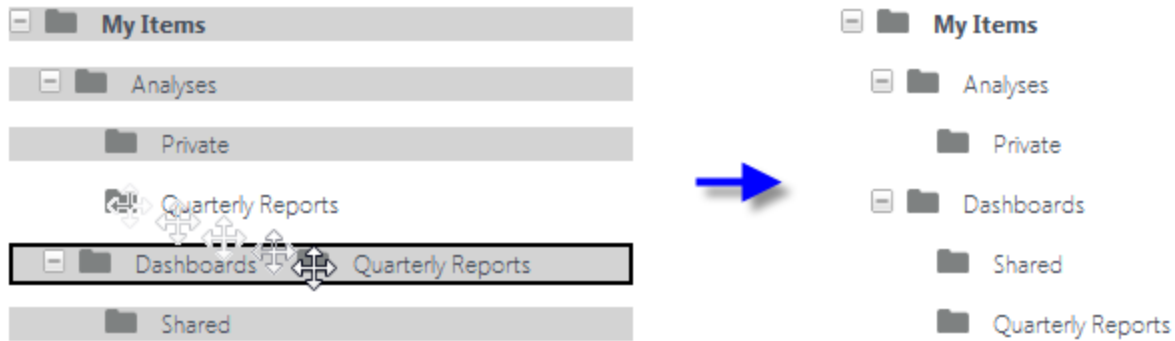 My Items
Analyses
Private
Quarterly Reports
Dashboards Quarterly Reports
Shared
My Items
Analyses
Private
Dashboards
Shared
Quarterly Reports